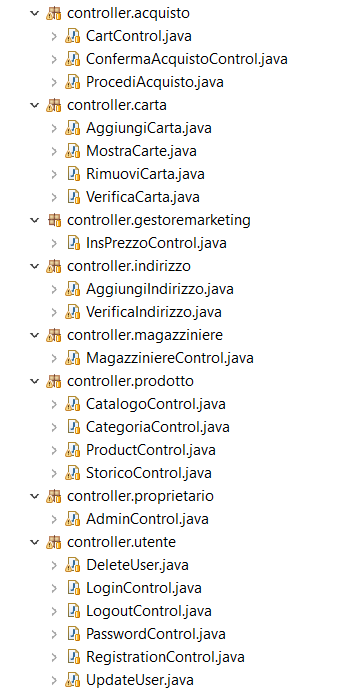 controller.acquisto
CartControl.java
ConfermaAcquistoControl.java
ProcediAcquisto.java
controller.carta
AggiungiCarta.java
MostraCarte.java
RimuoviCarta.java
VerificaCarta.java
controller.gestoremarketing
InsPrezzoControl.java
controller.indirizzo
AggiungiIndirizzo.java
VerificaIndirizzo.java
controller.magazziniere
MagazziniereControl.java
controller.prodotto
CatalogoControl.java
CategoriaControl.java
ProductControl.java
StoricoControl.java
controller.proprietario
AdminControl.java
controller.utente
DeleteUser.java
LoginControl.java
LogoutControl.java
PasswordControl.java
RegistrationControl.java
UpdateUser.java